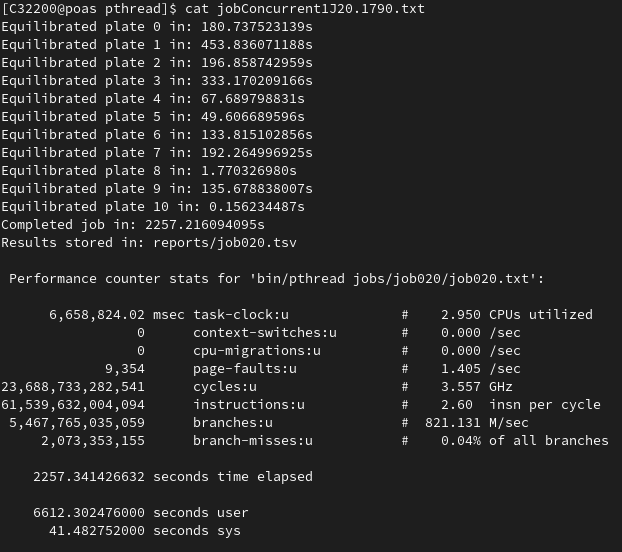 [C32200@poas pthread]$ cat jobConcurrent1J20.1790.txt
Equilibrated plate 0 in: 180.737523139s
Equilibrated plate 1 in: 453.836071188s
Equilibrated plate 2 in: 196.858742959s
Equilibrated plate 3 in: 333.170209166s
Equilibrated plate 4 in: 67.689798831s
Equilibrated plate 5 in: 49.606689596s
Equilibrated plate 6 in: 133.815102856s
Equilibrated plate 7 in: 192.264996925s
Equilibrated plate 8 in: 1.770326980s
Equilibrated plate 9 in: 135.678838007s
Equilibrated plate 10 in: 0.156234487s
Completed job in: 2257.216094095s
Results stored in: reports/job020.tsv
Performance counter stats for 'bin/pthread jobs/job020/job020.txt':
6,658,824.02 msec task-clock:u # 2.950 CPUs utilized
0 context-switches:u # 0.000 /sec
0 cpu-migrations:u # 0.000 /sec
9,354 page-faults:u # 1.405 /sec
23,688,733,282,541 cycles:u # 3.557 GHz
61,539,632,004,094 instructions:u # 2.60 insn per cycle
5,467,765,035,059 branches:u # 821.131 M/sec
2,073,353,155 branch-misses:u # 0.04% of all branches
2257.341426632 seconds time elapsed
6612.302476000 seconds user
41.482752000 seconds sys